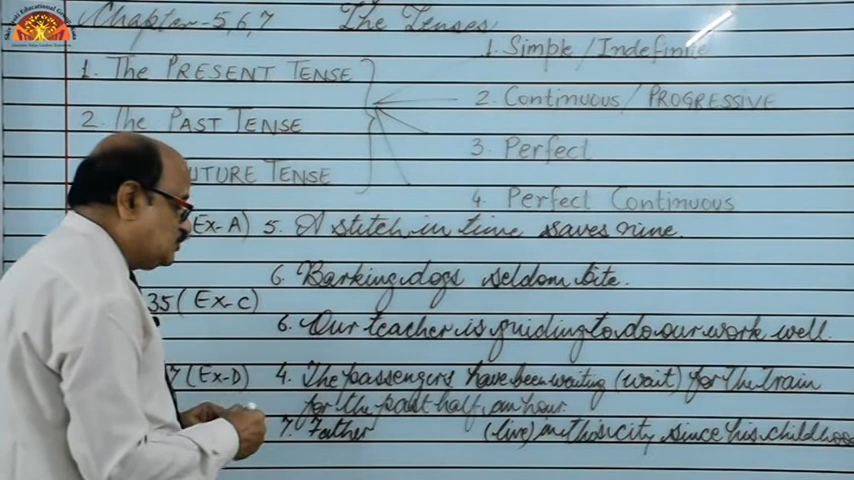 Chapter-5,6,7 The Tenses
1. Simple / Indefinite
1. The PRESENT TENSE
2. Continuous / PROGRESSIVE
2. The PAST TENSE
3. Perfect
UTURE TENSE
4. Perfect Continuous
(Ex-A) 5. A stitch in time saves nine.
6. Barking dogs seldom bite.
35 (Ex-C)
6. Our teacher is guiding to do our work well.
7 (Ex-D) 4. The passengers have been waiting (wait) for the train
for the past half an hour.
7. Father (live) in this city since his childhood